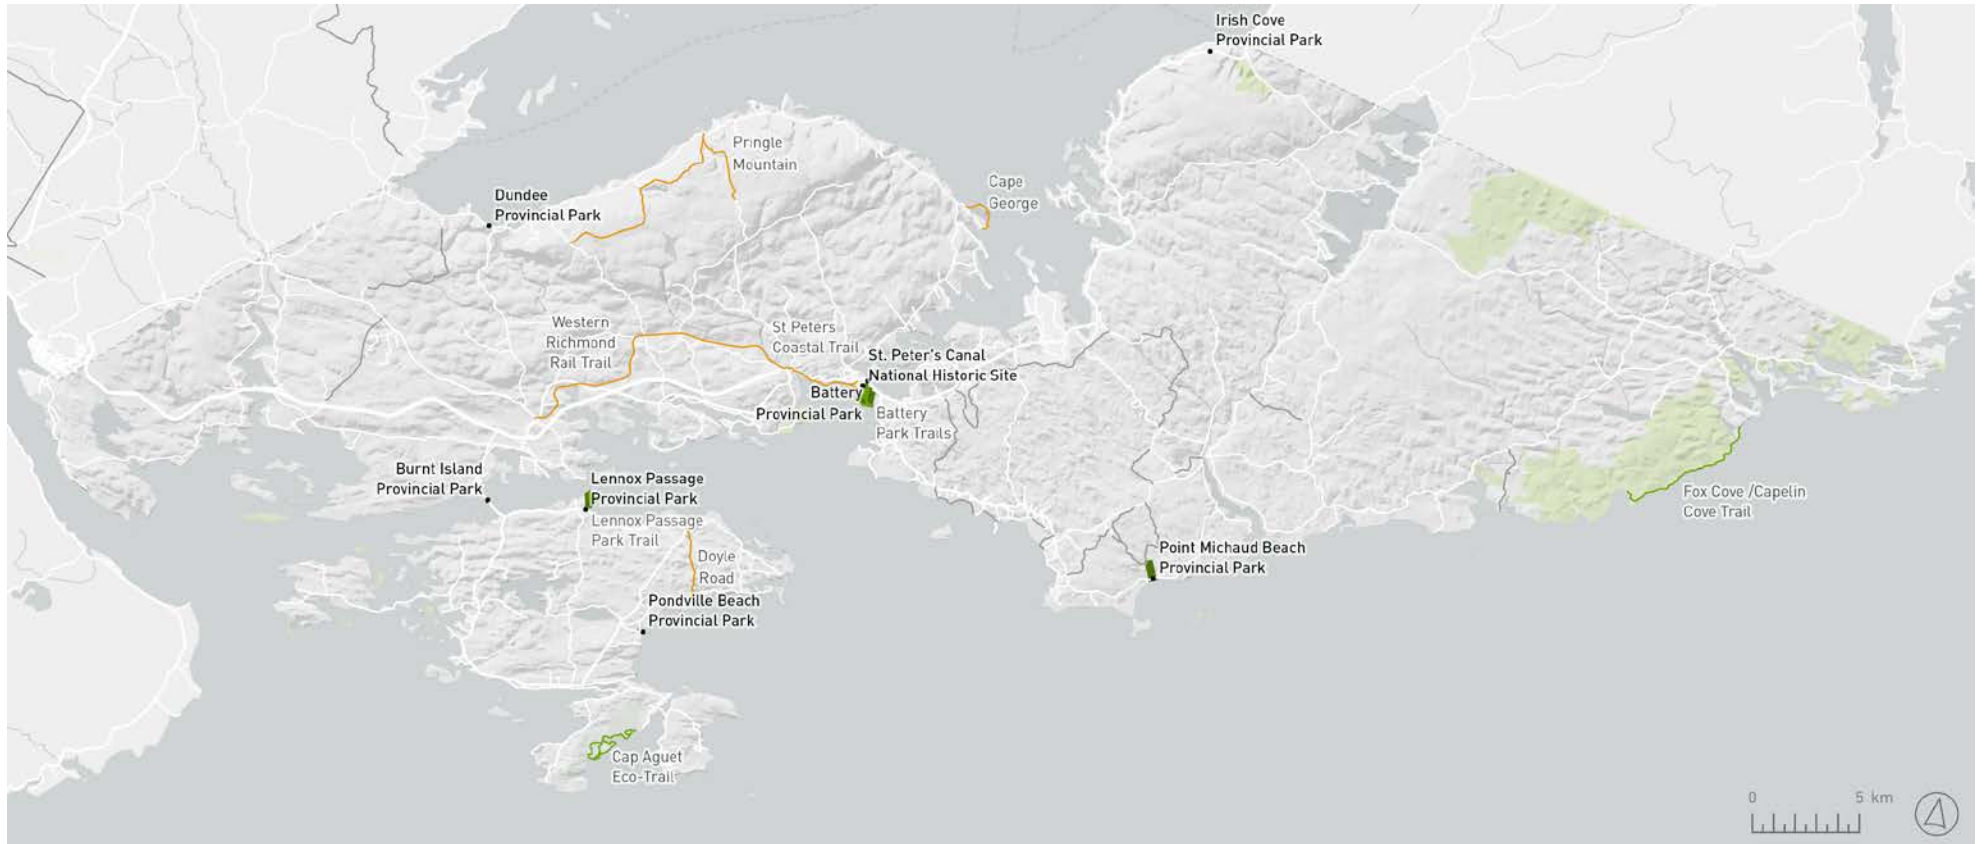 Irish Cove
Provincial Park
Pringle
Mountain
Cape
George
Dundee
Provincial Park
Western
Richmond
Rail Trail
St Peters
Coastal Trail
St. Peter's Canal
National Historic Site
Battery
Provincial Park
Battery
Park Trails
Burnt Island
Provincial Park
Lennox Passage
Provincial Park
Lennox Passage
Park Trail
Fox Cove /Capelin
Cove Trail
Doyle
Road
Point Michaud Beach
Provincial Park
Pondville Beach
Provincial Park
Cap Aguet
Eco-Trail
0 5 km